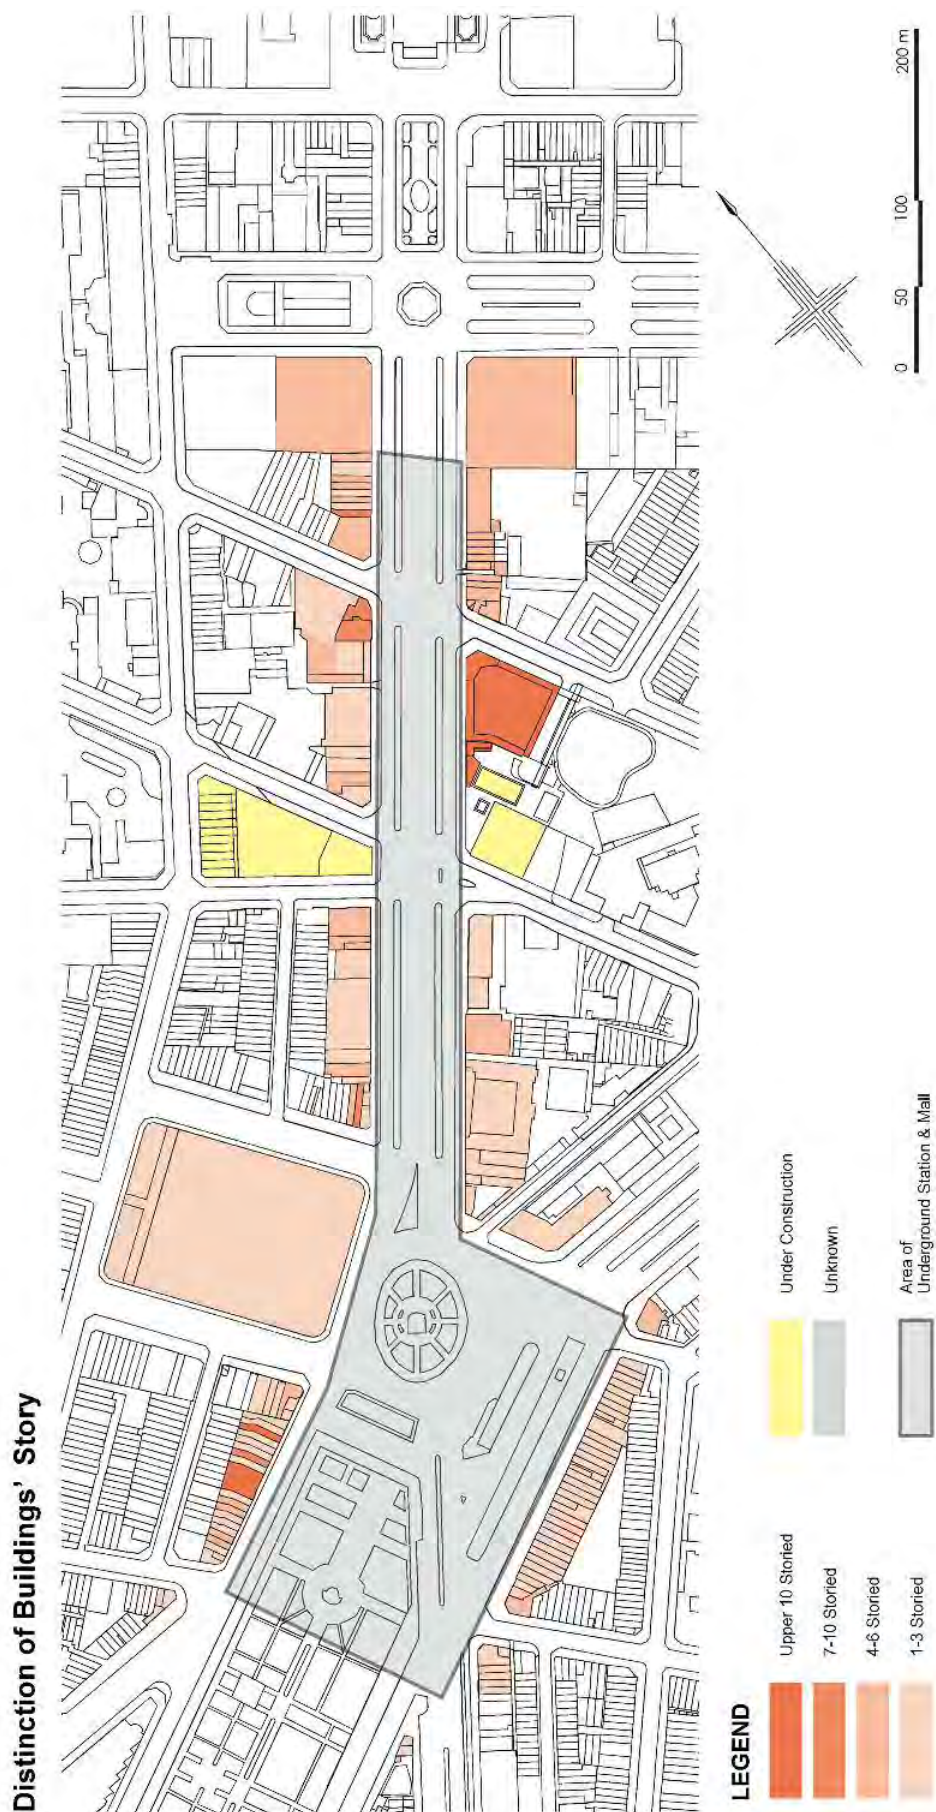 Distinction of Buildings' Story
LEGEND
Upper 10 Storied
7-10 Storied
4-6 Storied
1-3 Storied
Under Construction
Unknown
Area of
Underground Station & Mall
0 50 100 200 m